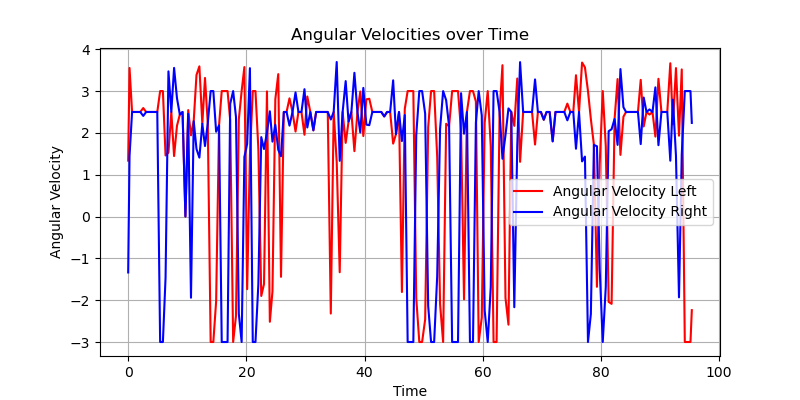 Angular Velocities over Time
4
3
2
1
0
−1
−2
−3
Angular Velocity
Angular Velocity Left
Angular Velocity Right
0 20 40 60 80 100
Time